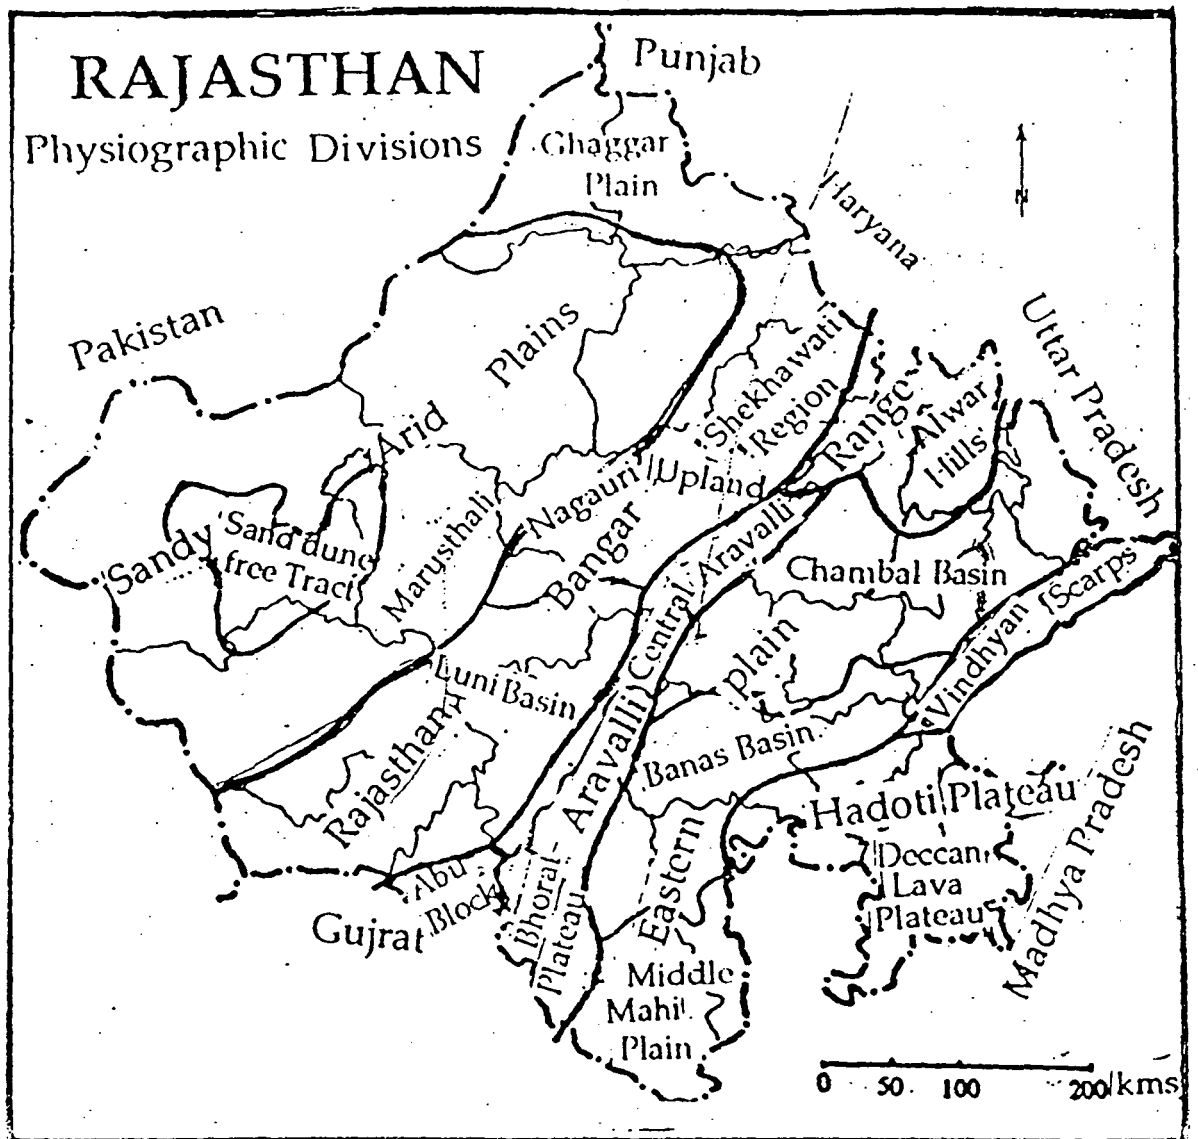 RAJASTHAN
Physiographic Divisions
Punjab
Ghaggar
Plain
N
Haryana
Pakistan
Uttar Pradesh
Plains
Arid
Sandy
Shekhawati
Region
Range
Alwar
Hills
Nagauri
Upland
Sand dune
free Tract
Marusthali
Bangar
Central
Aravalli
Chambal Basin
Vindhyan
Scarps
plain
Luni Basin
Rajasthan
Aravalli
Banas Basin
Hadoti Plateau
Deccan
Lava
Plateau
Madhya Pradesh
Eastern
Abu
Block
Gujrat
Bhorat
Plateau
Middle
Mahi
Plain
0 50 100 200 kms